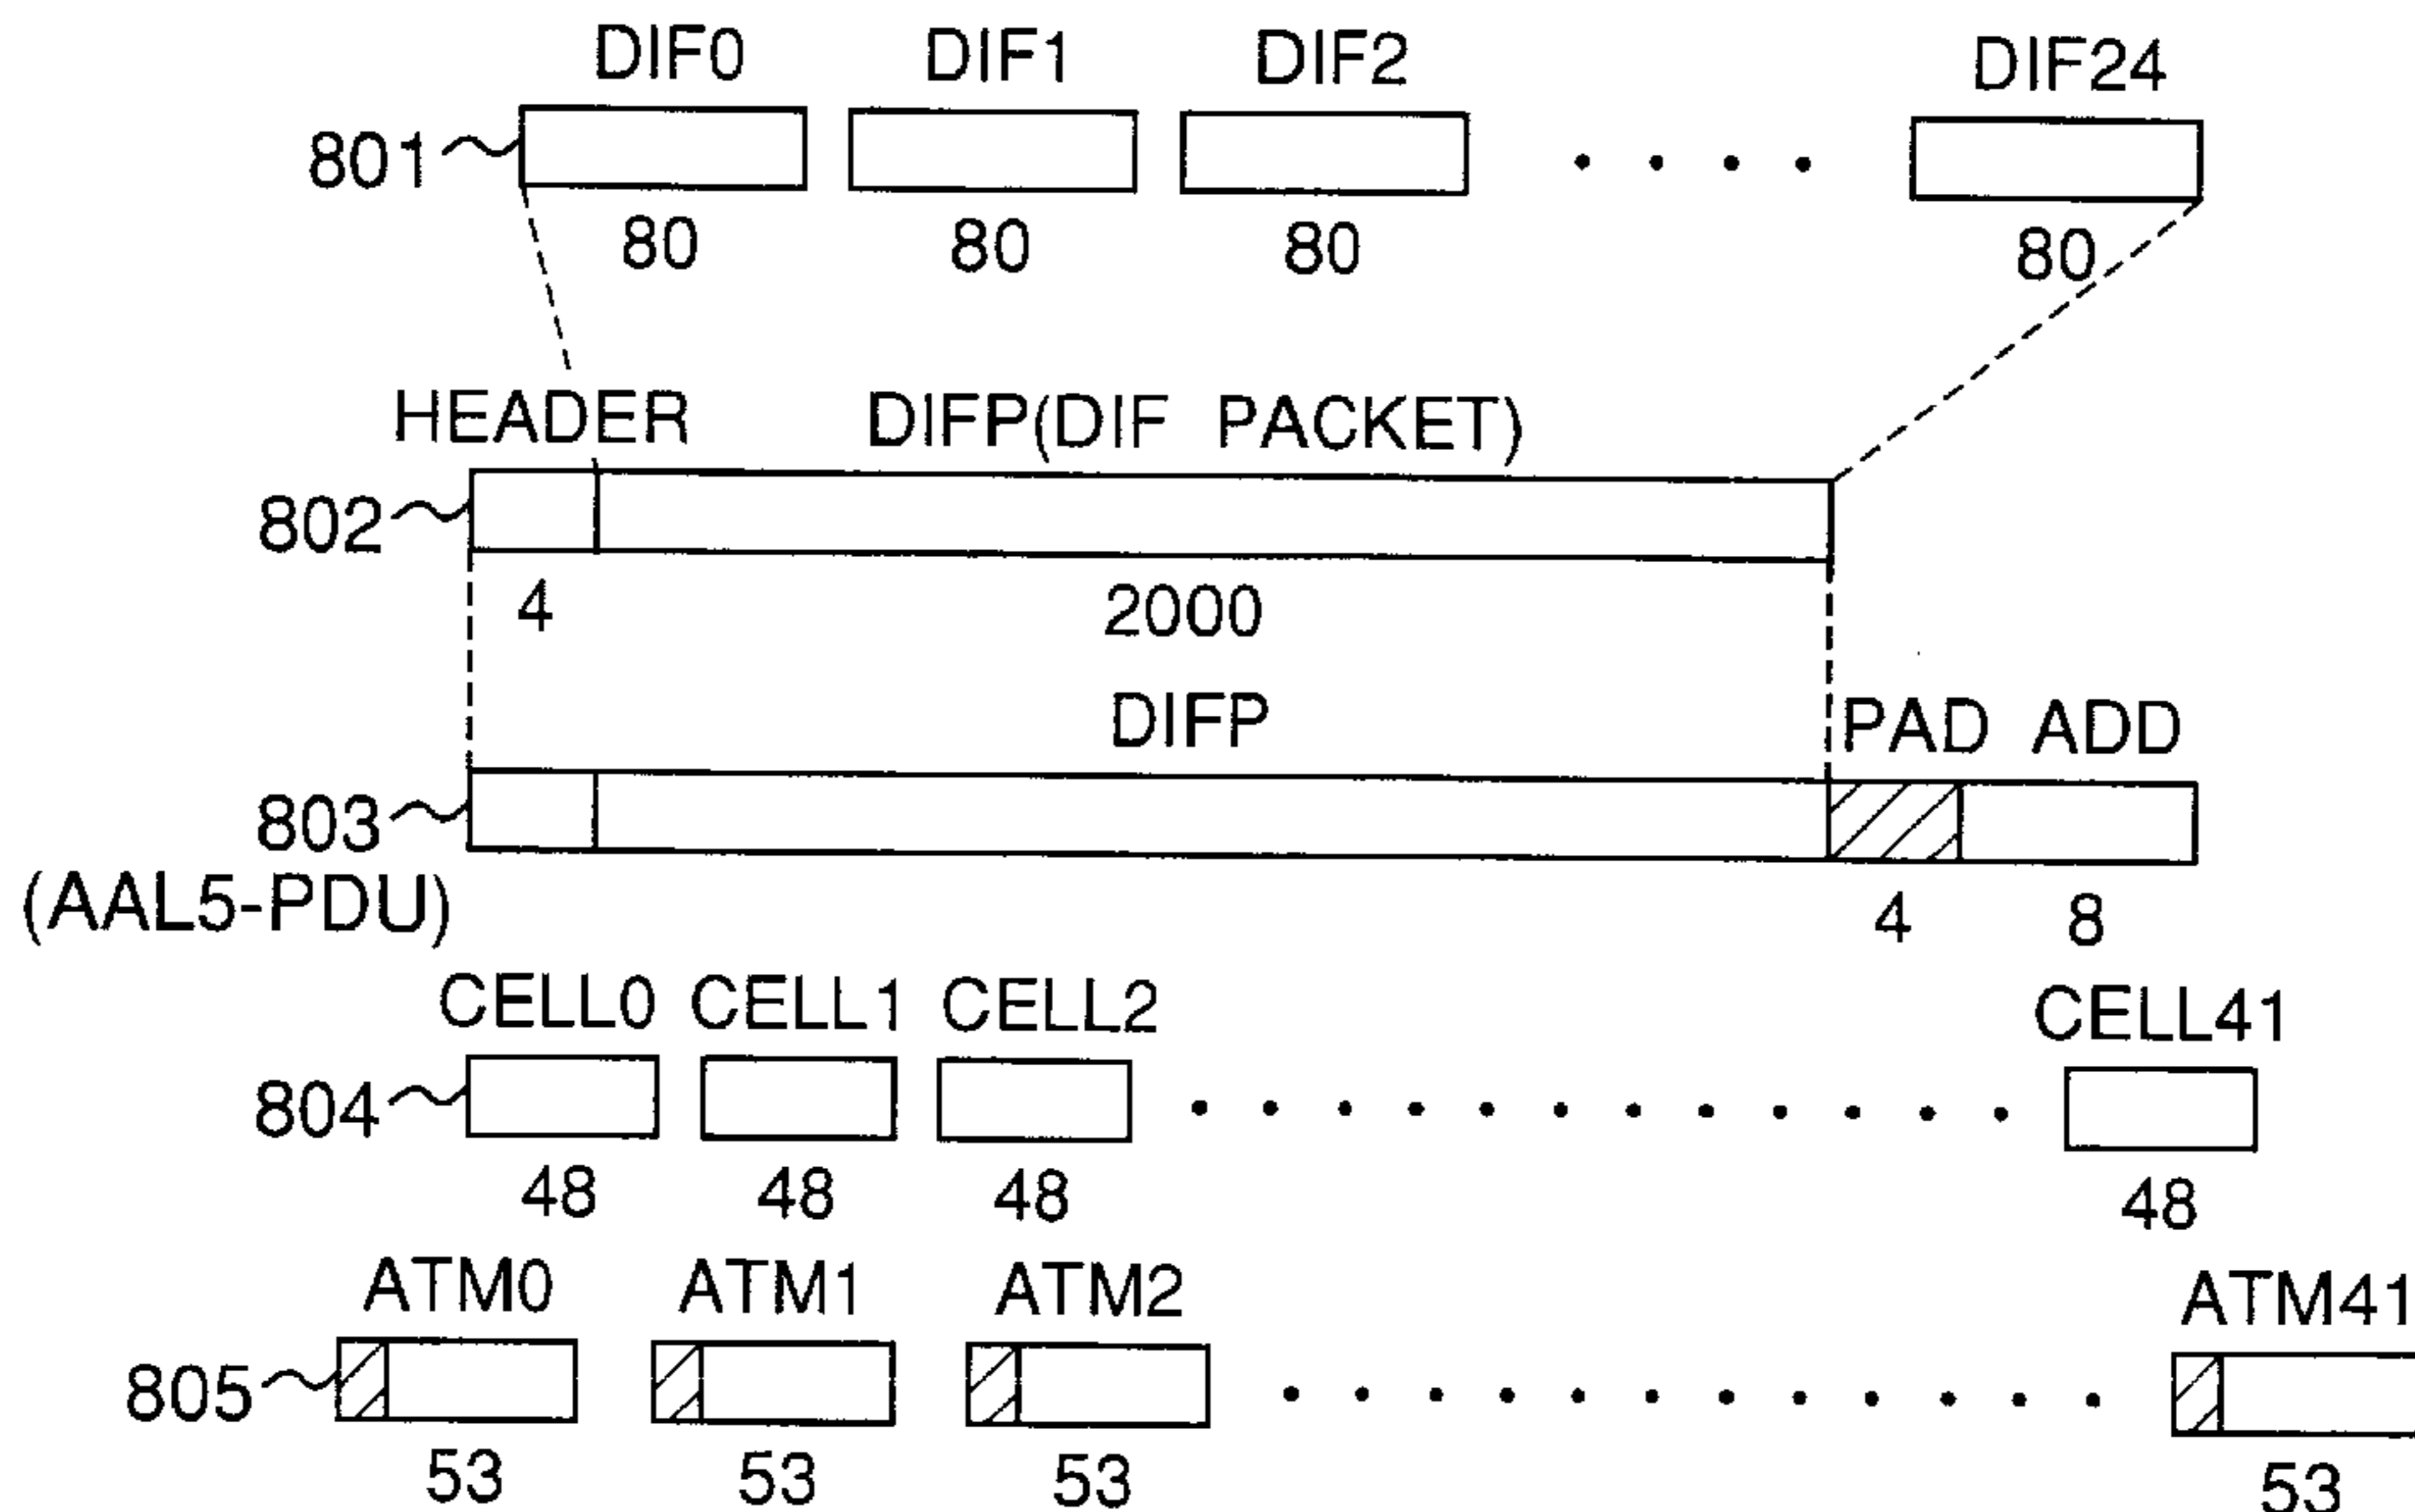 DIF0 DIF1 DIF2 DIF24
801
80 80 80 80
HEADER DIFP(DIF PACKET)
802
4 2000
DIFP PAD ADD
803
(AAL5-PDU)
4 8
CELL0 CELL1 CELL2 CELL41
804
48 48 48 48
ATM0 ATM1 ATM2 ATM41
805
53 53 53 53